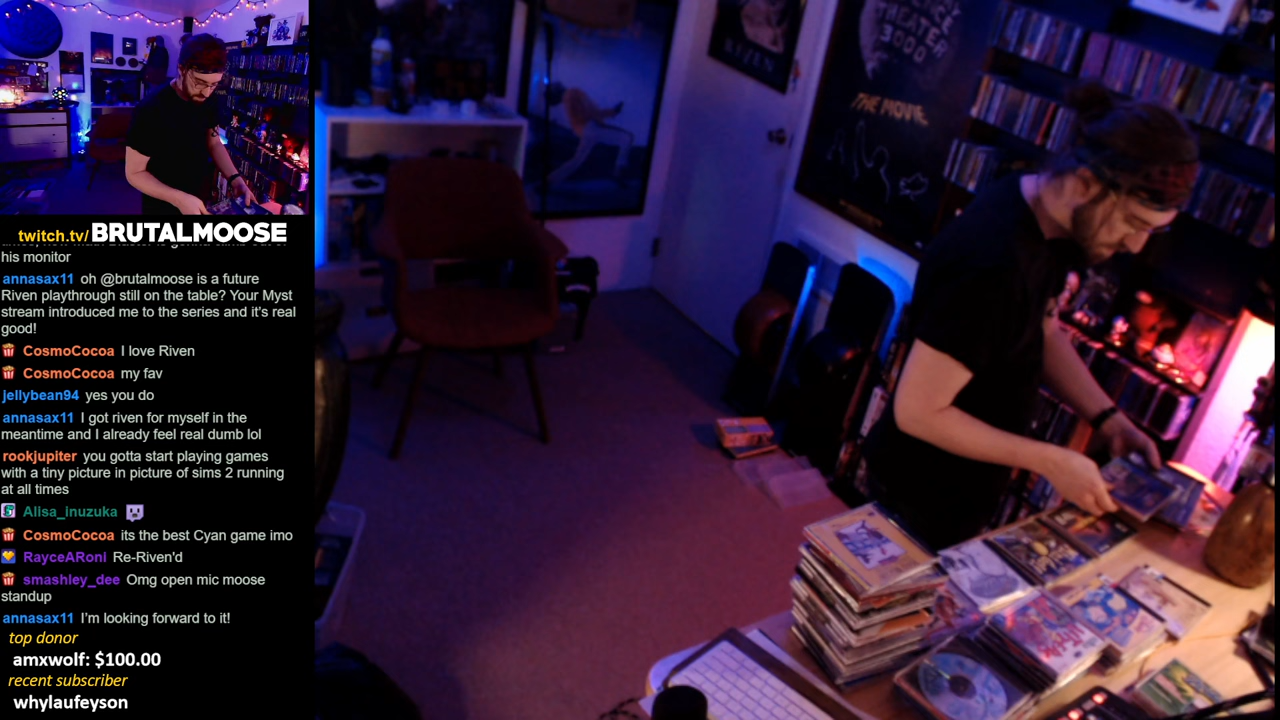 twitch.tv/BRUTALMOOSE
his monitor
annasax11 oh @brutalmoose is a future
Riven playthrough still on the table? Your Myst
stream introduced me to the series and it's real
good!
CosmoCocoa I love Riven
CosmoCocoa my fav
jellybean94 yes you do
annasax11 I got riven for myself in the
meantime and I already feel real dumb lol
rookjupiter you gotta start playing games
with a tiny picture in picture of sims 2 running
at all times
Alisa_inuzuka
CosmoCocoa its the best Cyan game imo
RayceARoni Re-Riven'd
smashley_dee Omg open mic moose
standup
annasax11 I'm looking forward to it!
top donor
amxwolf: $100.00
recent subscriber
whylaufeyson
RIVEN
THEATER
3000
THE MOVIE